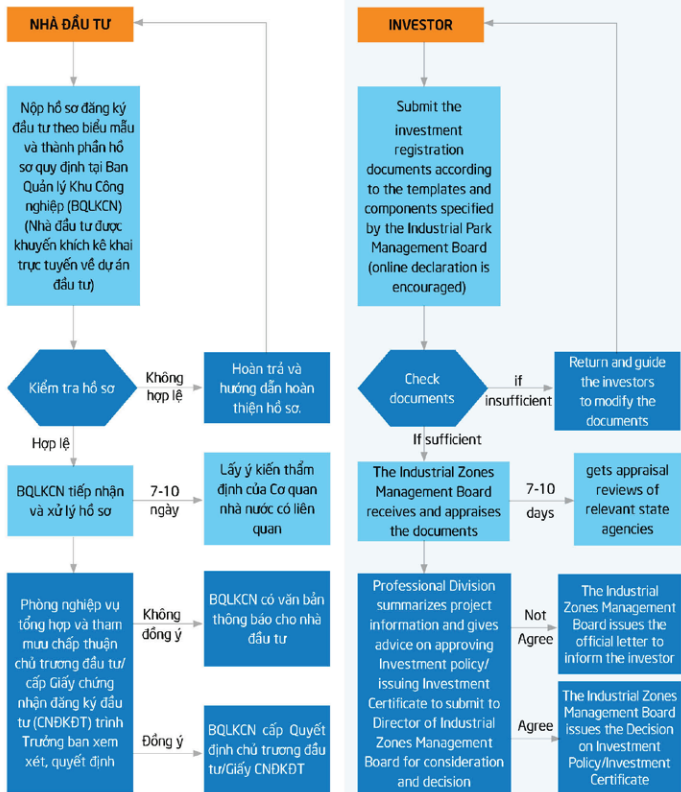 NHÀ ĐẦU TƯ
Nộp hồ sơ đăng ký
đầu tư theo biểu mẫu
và thành phần hồ
sơ quy định tại Ban
Quản lý Khu Công
nghiệp (BQLKCN)
(Nhà đầu tư được
khuyến khích kê khai
trực tuyến về dự án
đầu tư)
Kiểm tra hồ sơ
Không
hợp lệ
Hoàn trả và
hướng dẫn hoàn
thiện hồ sơ.
Hợp lệ
BQLKCN tiếp nhận
và xử lý hồ sơ
7-10
ngày
Lấy ý kiến thẩm
định của Cơ quan
nhà nước có liên
quan
Phòng nghiệp vụ
tổng hợp và tham
mưu chấp thuận
chủ trương đầu tư/
cấp Giấy chứng
nhận đăng ký đầu
tư (CNĐKĐT) trình
Trưởng ban xem
xét, quyết định
Không
đồng ý
BQLKCN có văn bản
thông báo cho nhà
đầu tư
Đồng ý
BQLKCN cấp Quyết
định chủ trương đầu
tư/Giấy CNĐKĐT
INVESTOR
Submit the
investment
registration
documents according
to the templates and
components specified
by the Industrial Park
Management Board
(online declaration is
encouraged)
Check
documents
if
insufficient
Return and guide
the investors
to modify the
documents
If sufficient
The Industrial Zones
Management Board
receives and appraises
the documents
7-10
days
gets appraisal
reviews of
relevant state
agencies
Professional Division
summarizes project
information and gives
advice on approving
Investment policy/
issuing Investment
Certificate to submit to
Director of Industrial
Zones Management
Board for consideration
and decision
Not
Agree
The Industrial
Zones Management
Board issues the
official letter to
inform the investor
Agree
The Industrial Zones
Management Board
issues the Decision
on Investment
Policy/Investment
Certificate